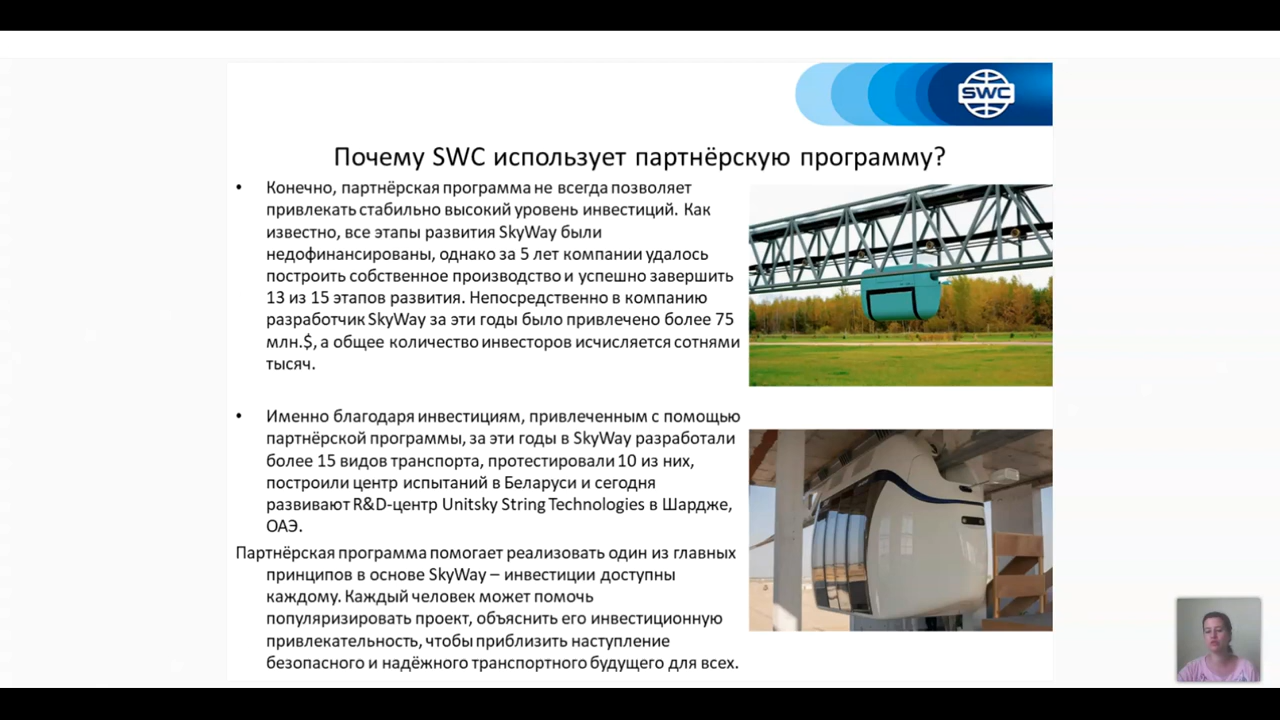 SWC
Почему SWC использует партнёрскую программу?
• Конечно, партнёрская программа не всегда позволяет
привлекать стабильно высокий уровень инвестиций. Как
известно, все этапы развития SkyWay были
недофинансированы, однако за 5 лет компании удалось
построить собственное производство и успешно завершить
13 из 15 этапов развития. Непосредственно в компанию
разработчик SkyWay за эти годы было привлечено более 75
млн.$, а общее количество инвесторов исчисляется сотнями
тысяч.
• Именно благодаря инвестициям, привлеченным с помощью
партнёрской программы, за эти годы в SkyWay разработали
более 15 видов транспорта, протестировали 10 из них,
построили центр испытаний в Беларуси и сегодня
развивают R&D-центр Unitsky String Technologies в Шардже,
ОАЭ.
Партнёрская программа помогает реализовать один из главных
принципов в основе SkyWay – инвестиции доступны
каждому. Каждый человек может помочь
популяризировать проект, объяснить его инвестиционную
привлекательность, чтобы приблизить наступление
безопасного и надёжного транспортного будущего для всех.